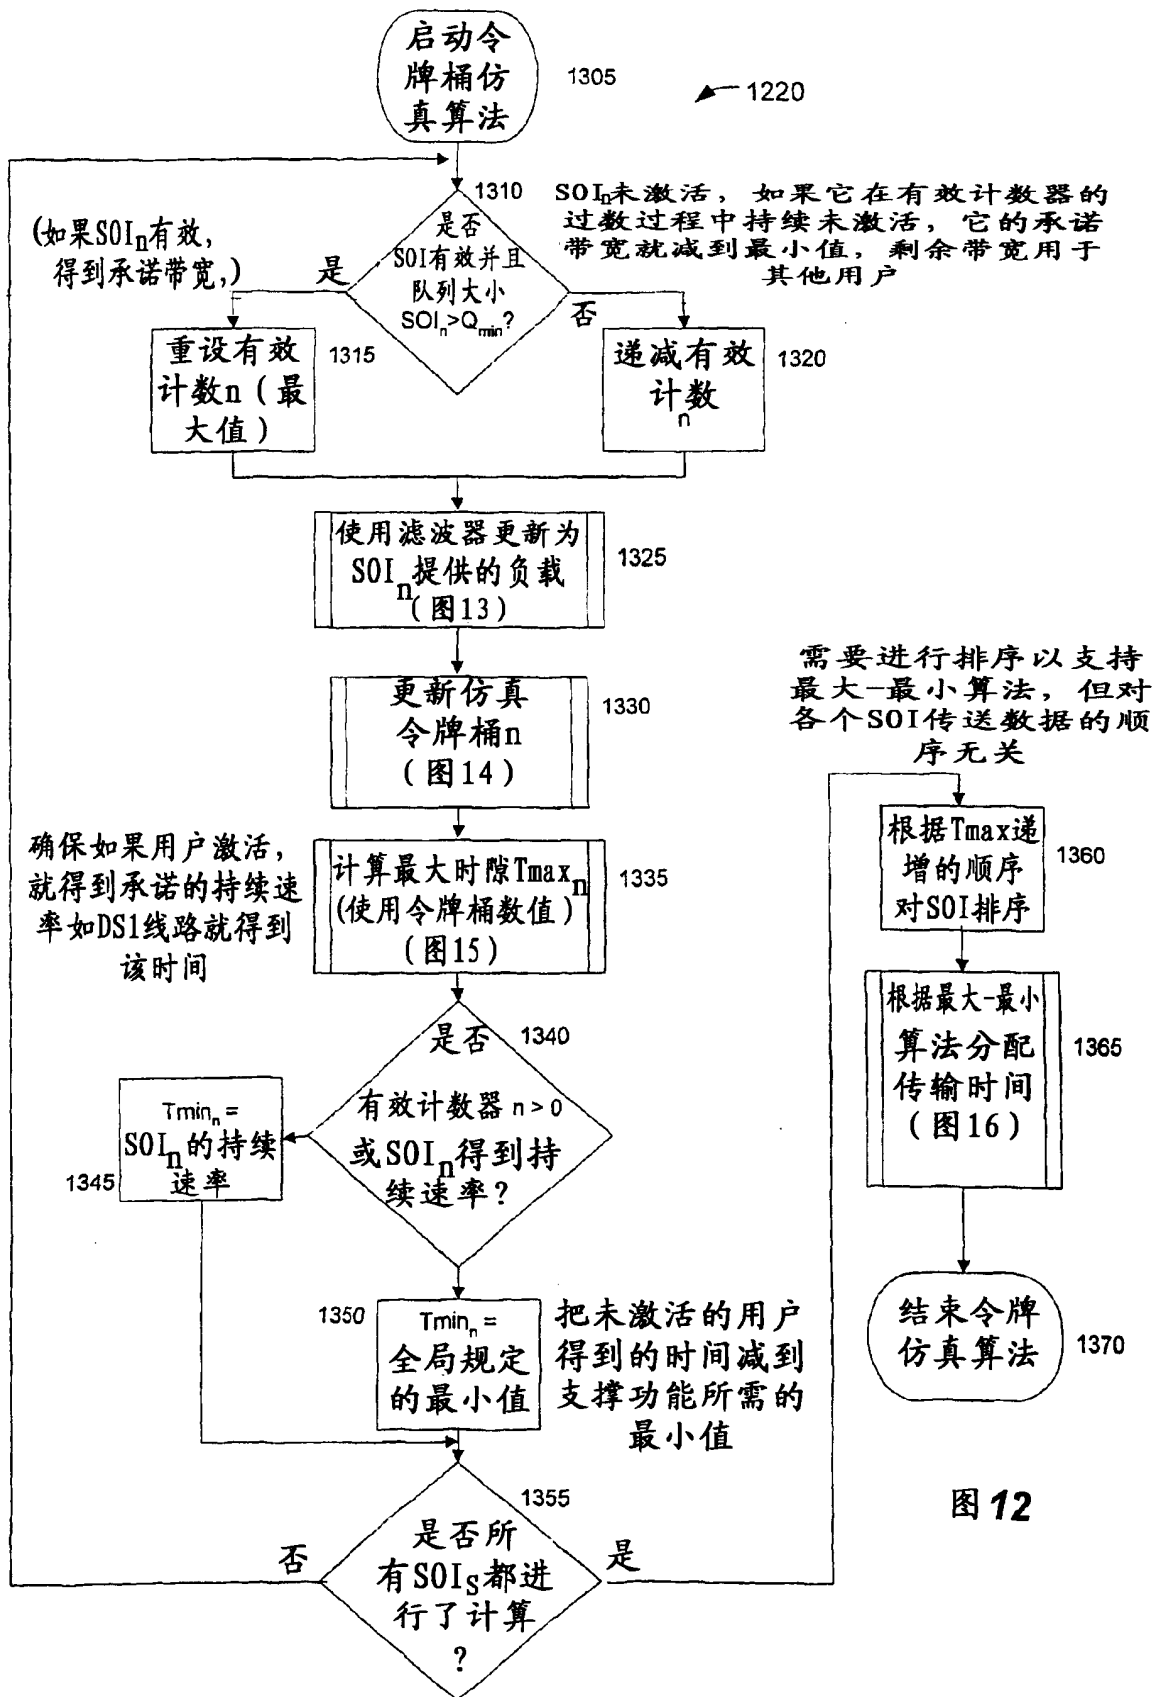 启动令
牌桶仿
真算法
1305
1220
1310
是否
SOI有效并且
队列大小
SOIn>Qmin?
SOIn未激活，如果它在有效计数器的
过数过程中持续未激活，它的承诺
带宽就减到最小值，剩余带宽用于
其他用户
(如果SOIn有效，
得到承诺带宽，)
是
否
重设有效
计数n（最
大值）
1315
递减有效
计数
n
1320
使用滤波器更新为
SOIn提供的负载
(图13）
1325
更新仿真
令牌桶n
（图14）
1330
确保如果用户激活，
就得到承诺的持续速
率如DS1线路就得到
该时间
计算最大时隙Tmaxn
(使用令牌桶数值）
（图15）
1335
是否
1340
有效计数器 n > 0
或SOIn得到持
续速率？
Tminn =
SOIn的持续
速率
1345
1350
Tminn =
全局规定
的最小值
把未激活的用户
得到的时间减到
支撑功能所需的
最小值
1355
是否所
有SOIS都进
行了计算
？
否
是
需要进行排序以支持
最大-最小算法，但对
各个SOI传送数据的顺
序无关
根据Tmax递
增的顺序
对SOI排序
1360
根据最大-最小
算法分配
传输时间
（图16）
1365
结束令牌
仿真算法
1370
图 12